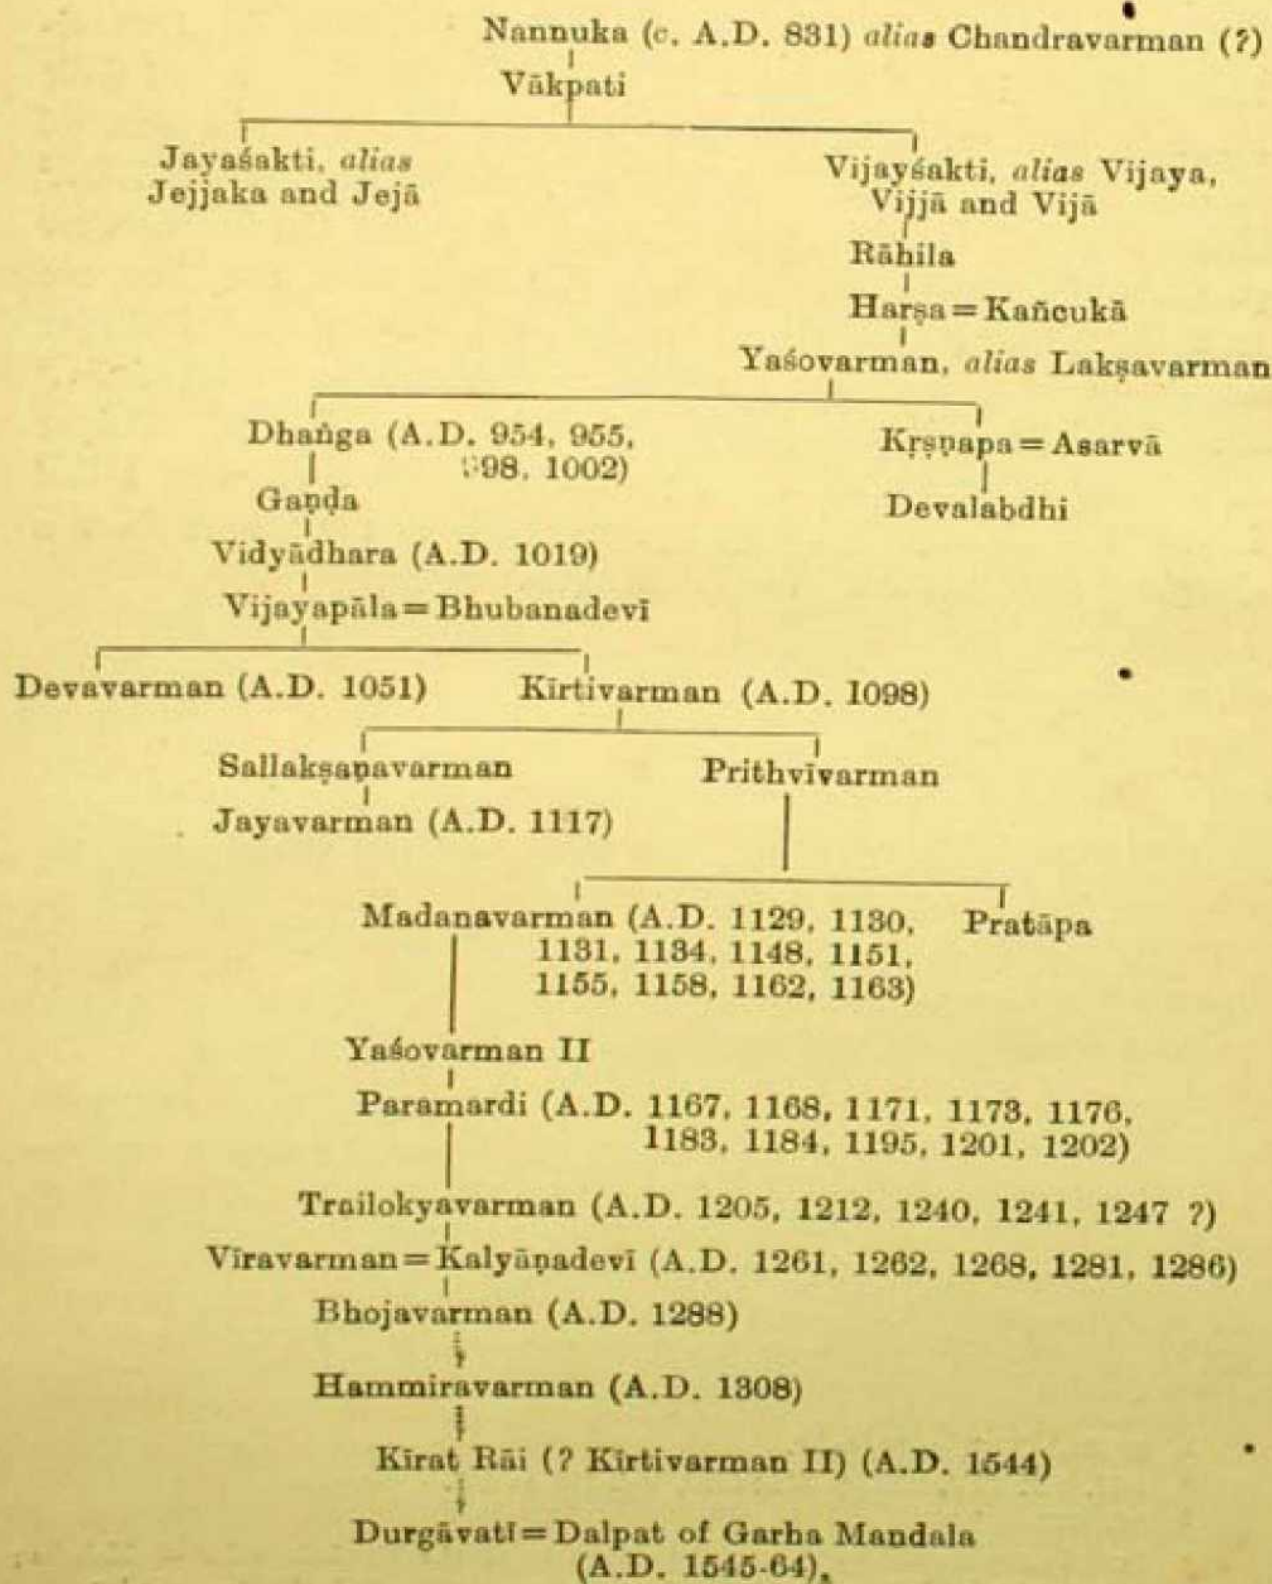 Nannuka (c. A.D. 831) alias Chandravarman (?)
Vākpati
Jayaśakti, alias
Jejjaka and Jejā
Vijayśakti, alias Vijaya,
Vijjā and Vijā
Rāhila
Harṣa = Kañcukā
Yaśovarman, alias Lakṣavarman
Dhaṅga (A.D. 954, 955,
998, 1002)
Kṛṣṇapa = Asarvā
Gaṇḍa
Devalabdhi
Vidyādhara (A.D. 1019)
Vijayapāla = Bhubanadevī
Devavarman (A.D. 1051)
Kīrtivarman (A.D. 1098)
Sallakṣaṇavarman
Prithvīvarman
Jayavarman (A.D. 1117)
Madanavarman (A.D. 1129, 1130,
1131, 1134, 1148, 1151,
1155, 1158, 1162, 1163)
Pratāpa
Yaśovarman II
Paramardi (A.D. 1167, 1168, 1171, 1173, 1176,
1183, 1184, 1195, 1201, 1202)
Trailokyavarman (A.D. 1205, 1212, 1240, 1241, 1247 ?)
Vīravarman = Kalyāṇadevī (A.D. 1261, 1262, 1268, 1281, 1286)
Bhojavarman (A.D. 1288)
Hammiravarman (A.D. 1308)
Kīrat Rāi (? Kīrtivarman II) (A.D. 1544)
Durgāvatī = Dalpat of Garha Mandala
(A.D. 1545-64).